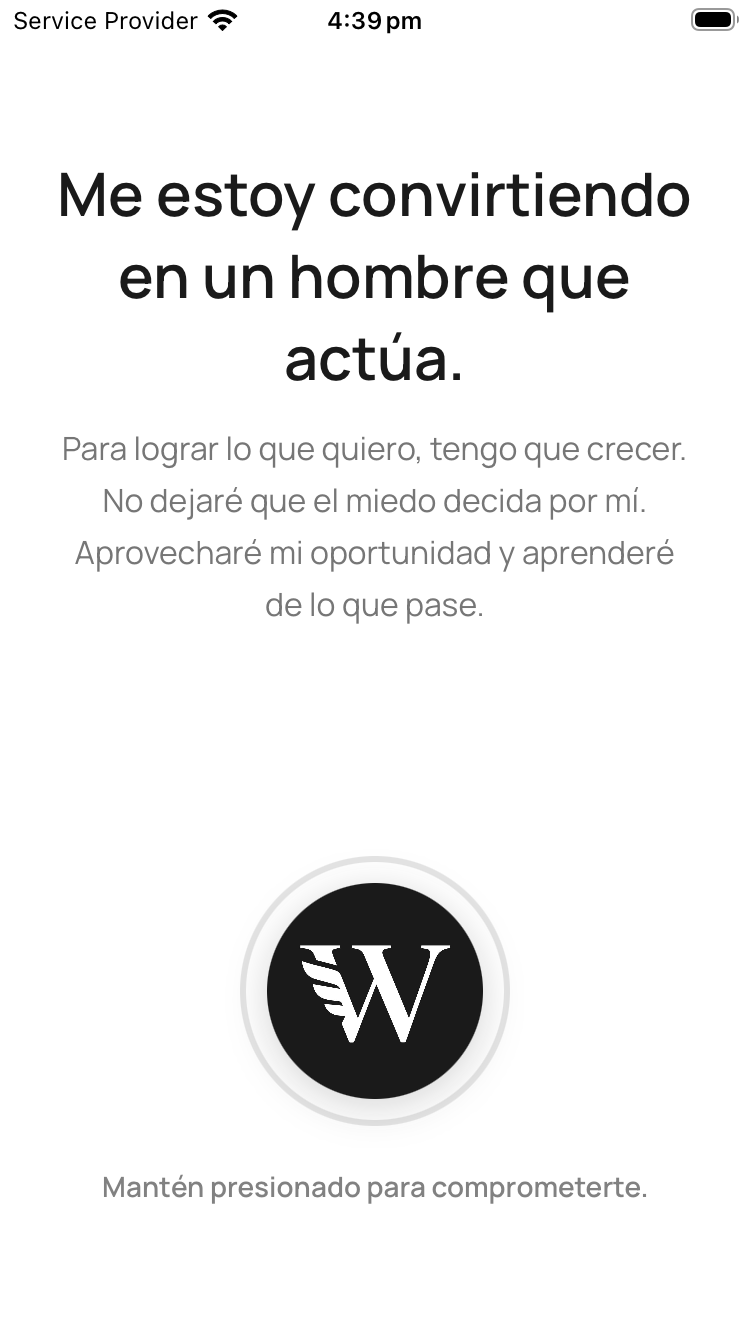 Service Provider 4:39 pm
Me estoy convirtiendo
en un hombre que
actúa.
Para lograr lo que quiero, tengo que crecer.
No dejaré que el miedo decida por mí.
Aprovecharé mi oportunidad y aprenderé
de lo que pase.
W
Mantén presionado para comprometerte.